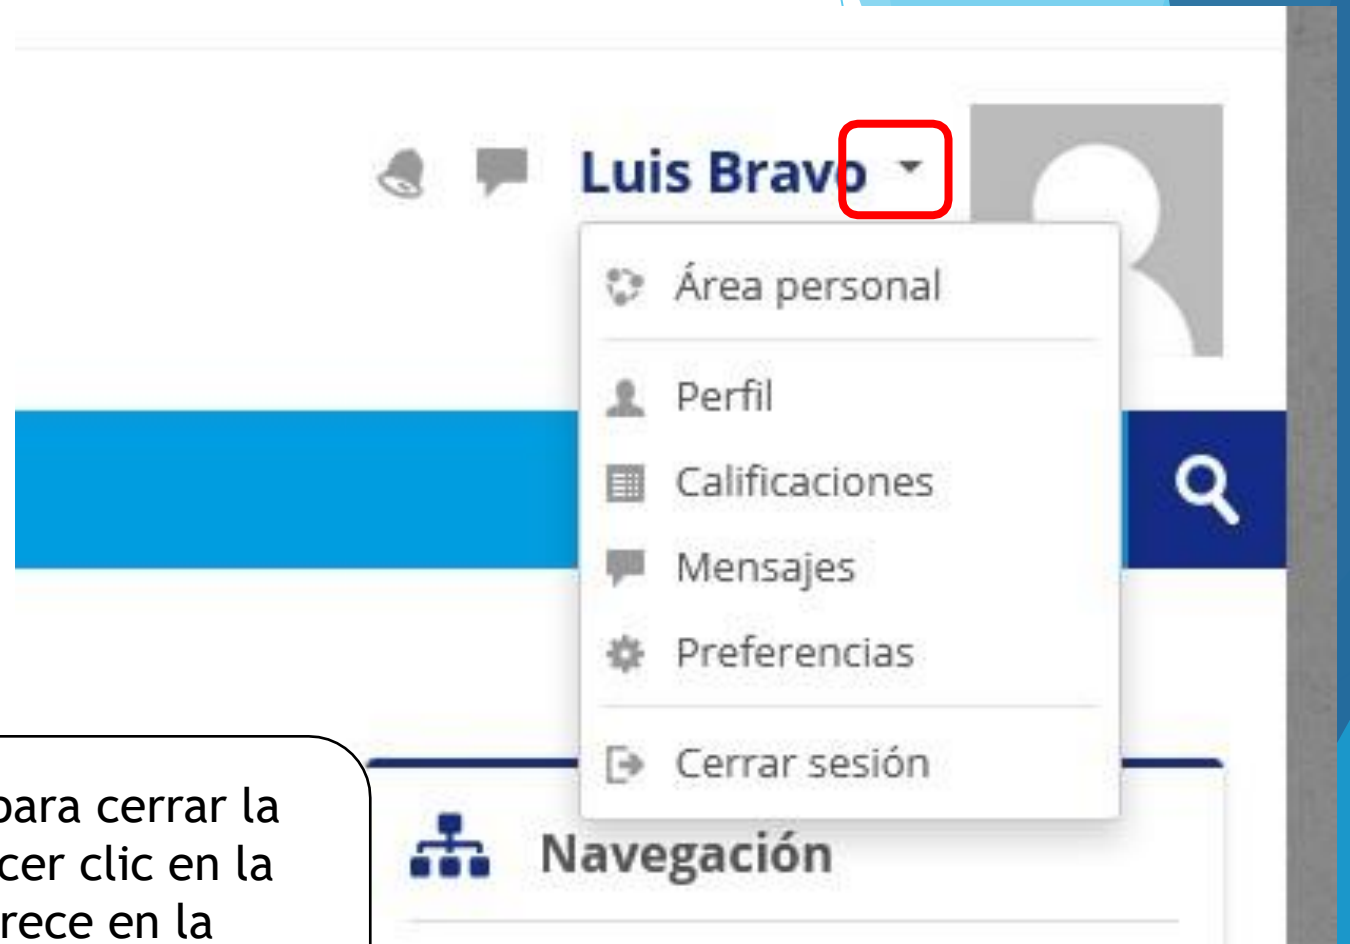 Luis Bravo
Área personal
Perfil
Calificaciones
Mensajes
Preferencias
Cerrar sesión
Navegación
para cerrar la
cer clic en la
rece en la